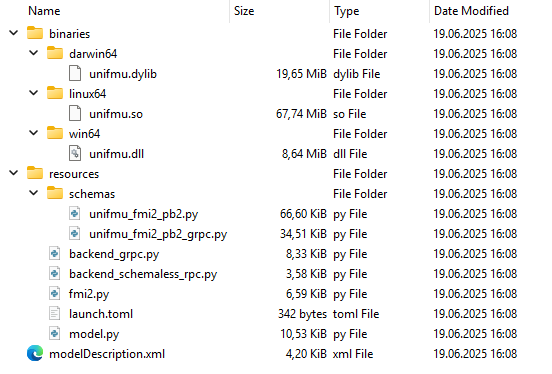 Name Size Type Date Modified
binaries File Folder 19.06.2025 16:08
darwin64 File Folder 19.06.2025 16:08
unifmu.dylib 19,65 MiB dylib File 19.06.2025 16:08
linux64 File Folder 19.06.2025 16:08
unifmu.so 67,74 MiB so File 19.06.2025 16:08
win64 File Folder 19.06.2025 16:08
unifmu.dll 8,64 MiB dll File 19.06.2025 16:08
resources File Folder 19.06.2025 16:08
schemas File Folder 19.06.2025 16:08
unifmu_fmi2_pb2.py 66,60 KiB py File 19.06.2025 16:08
unifmu_fmi2_pb2_grpc.py 34,51 KiB py File 19.06.2025 16:08
backend_grpc.py 8,33 KiB py File 19.06.2025 16:08
backend_schemaless_rpc.py 3,58 KiB py File 19.06.2025 16:08
fmi2.py 6,59 KiB py File 19.06.2025 16:08
launch.toml 342 bytes toml File 19.06.2025 16:08
model.py 10,53 KiB py File 19.06.2025 16:08
modelDescription.xml 4,20 KiB xml File 19.06.2025 16:08